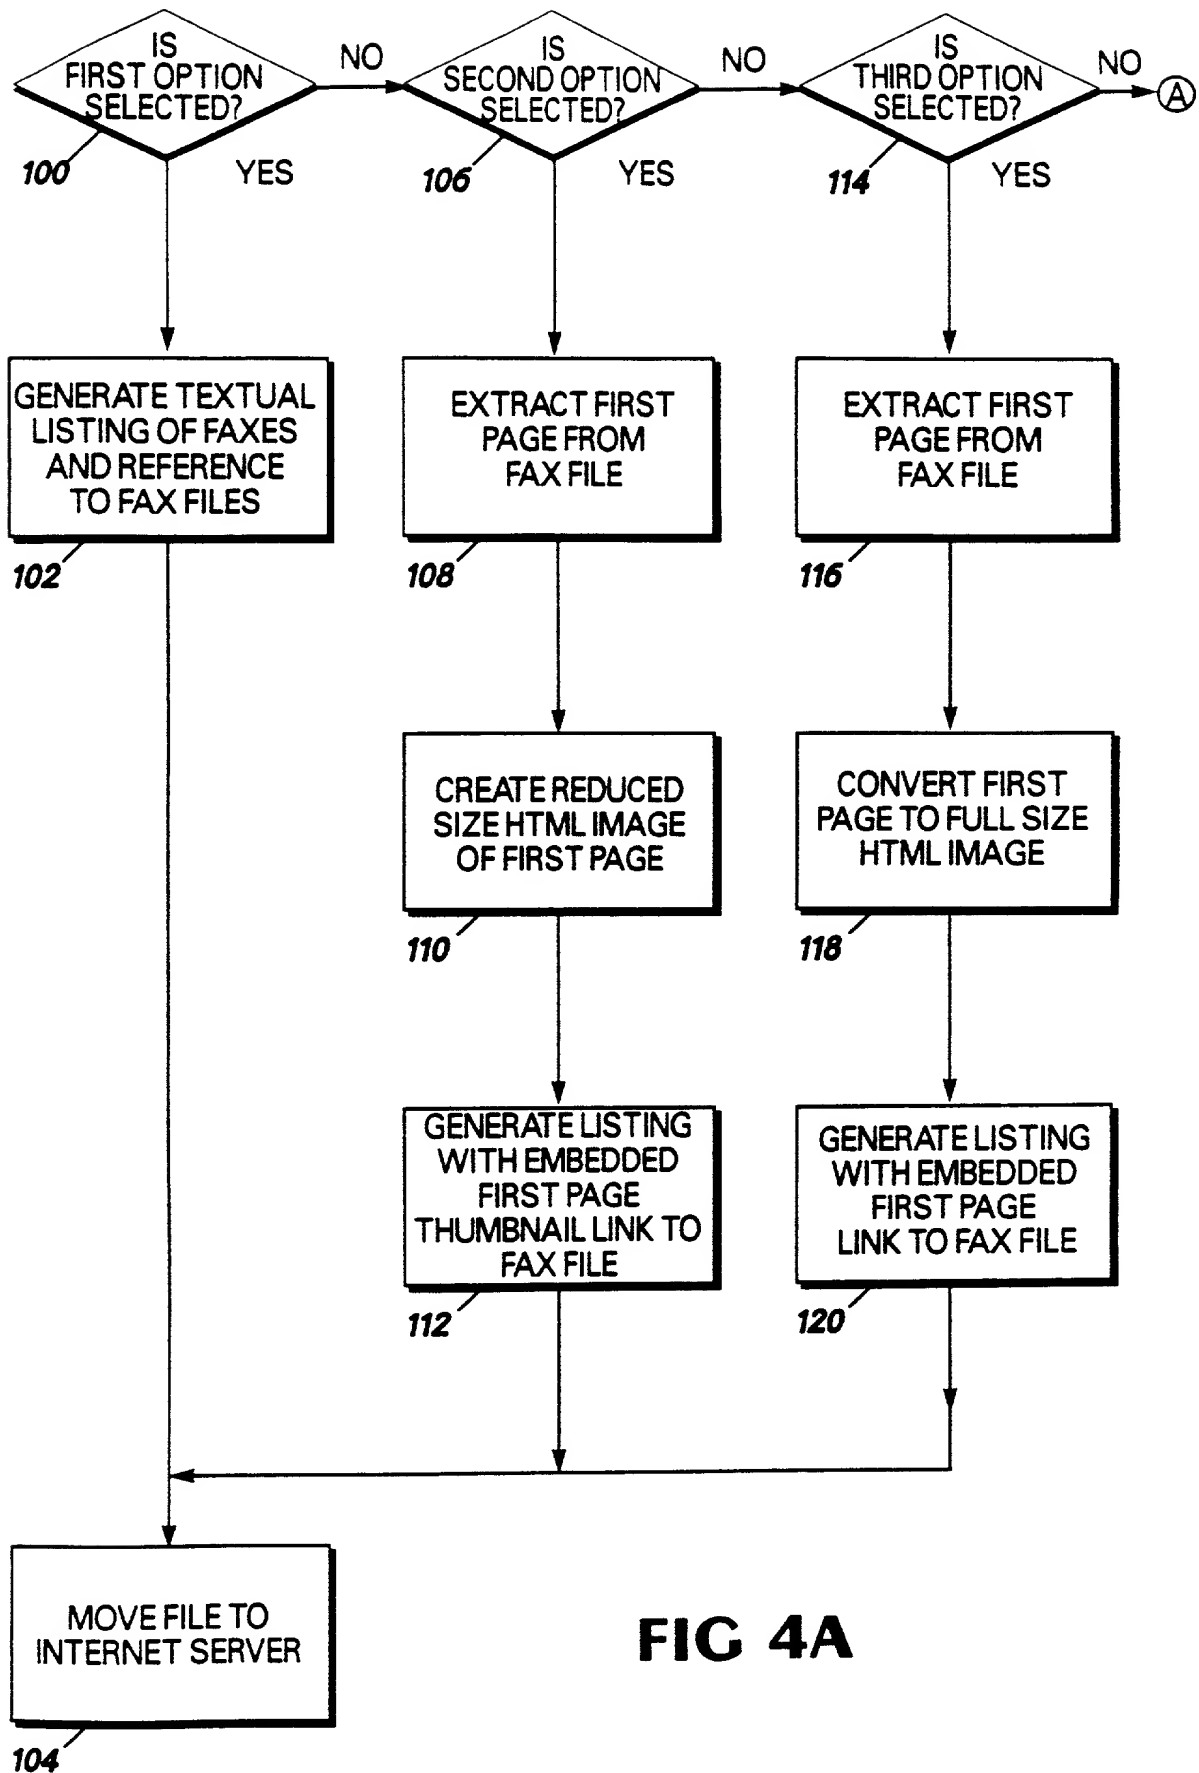 IS
FIRST OPTION
SELECTED?
NO
100
YES
IS
SECOND OPTION
SELECTED?
NO
106
YES
IS
THIRD OPTION
SELECTED?
NO
A
114
YES
GENERATE TEXTUAL
LISTING OF FAXES
AND REFERENCE
TO FAX FILES
102
EXTRACT FIRST
PAGE FROM
FAX FILE
108
EXTRACT FIRST
PAGE FROM
FAX FILE
116
CREATE REDUCED
SIZE HTML IMAGE
OF FIRST PAGE
110
CONVERT FIRST
PAGE TO FULL SIZE
HTML IMAGE
118
GENERATE LISTING
WITH EMBEDDED
FIRST PAGE
THUMBNAIL LINK TO
FAX FILE
112
GENERATE LISTING
WITH EMBEDDED
FIRST PAGE
LINK TO FAX FILE
120
MOVE FILE TO
INTERNET SERVER
104
FIG 4A